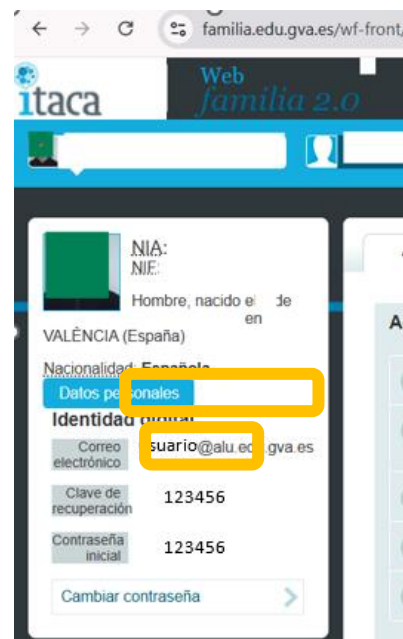 familia.edu.gva.es/wf-front/
itaca
Web
familia 2.0
NIA:
NIF:
Hombre, nacido el de
en
VALÈNCIA (España)
Nacionalidad: Española
Datos personales
Identidad digital
Correo electrónico
suario@alu.edu.gva.es
Clave de recuperación
123456
Contraseña inicial
123456
Cambiar contraseña
A